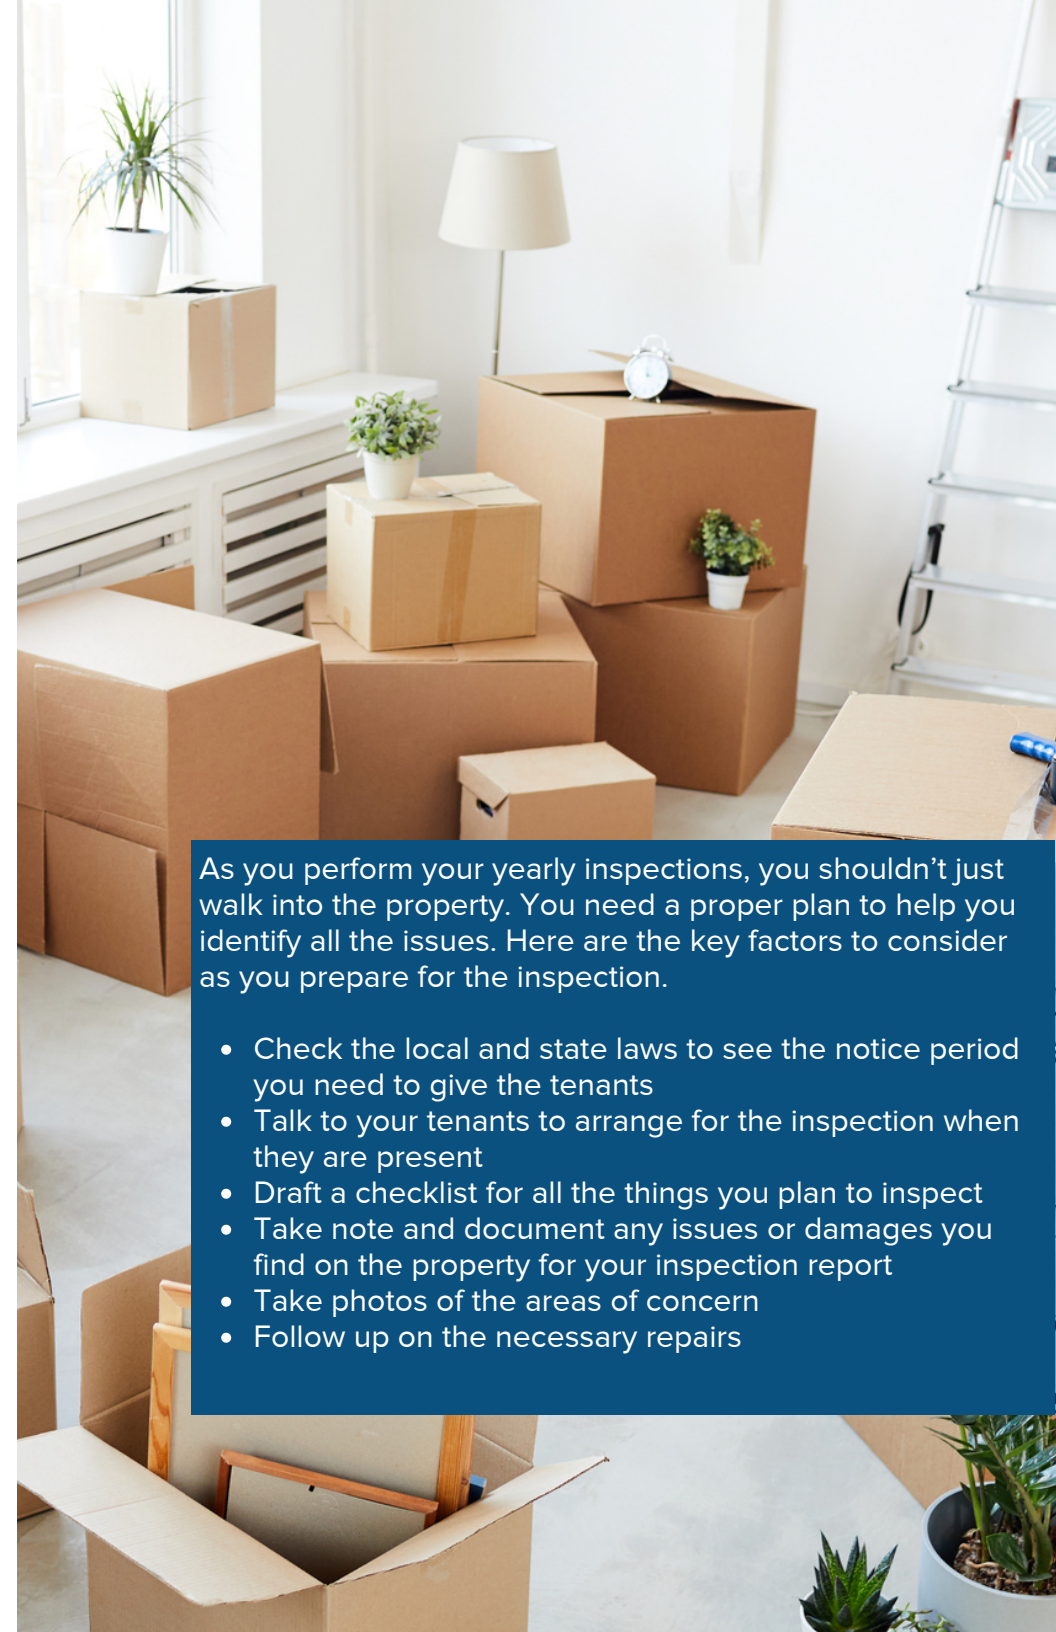 As you perform your yearly inspections, you shouldn’t just
walk into the property. You need a proper plan to help you
identify all the issues. Here are the key factors to consider
as you prepare for the inspection.
• Check the local and state laws to see the notice period
you need to give the tenants
• Talk to your tenants to arrange for the inspection when
they are present
• Draft a checklist for all the things you plan to inspect
• Take note and document any issues or damages you
find on the property for your inspection report
• Take photos of the areas of concern
• Follow up on the necessary repairs